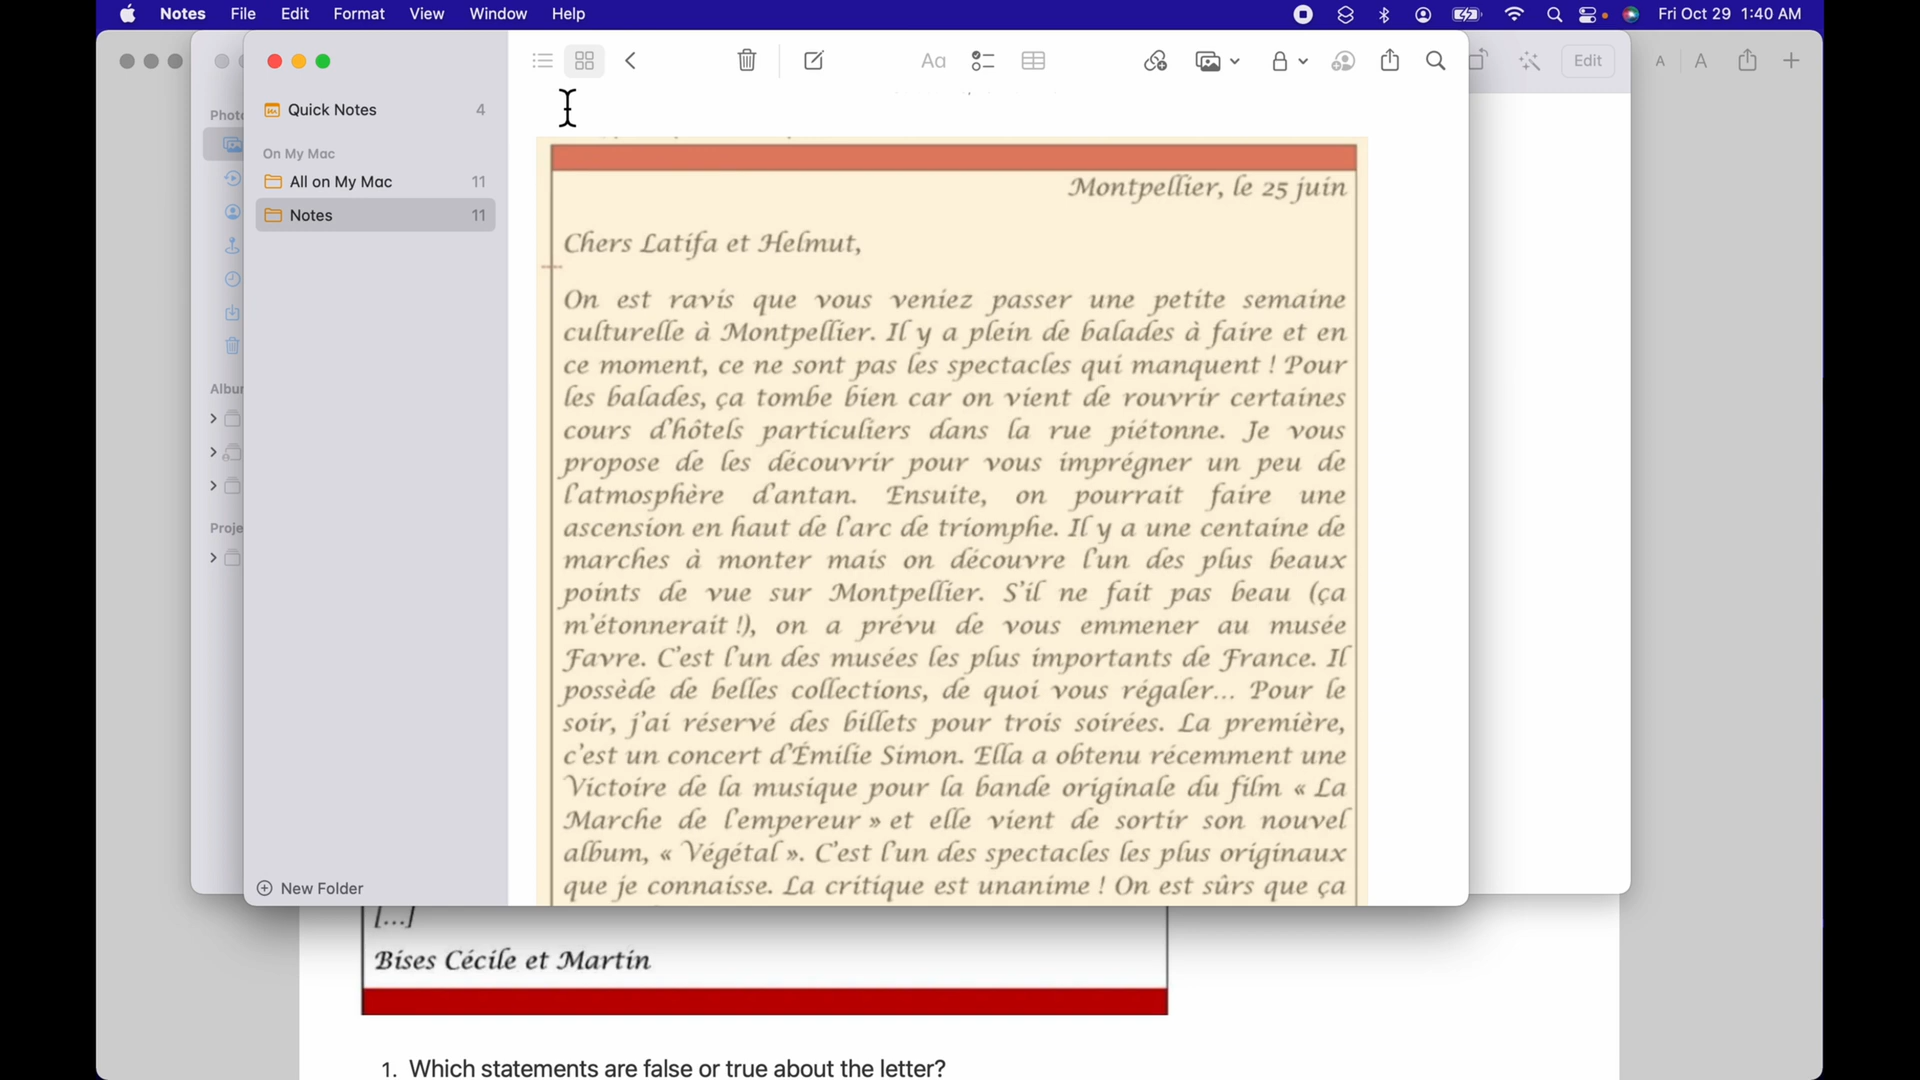 Notes File Edit Format View Window Help Fri Oct 29 1:40 AM
Aa Edit A A
Quick Notes 4
On My Mac
All on My Mac 11
Notes 11
New Folder
Montpellier, le 25 juin
Chers Latifa et Helmut,
On est ravis que vous veniez passer une petite semaine
culturelle à Montpellier. Il y a plein de balades à faire et en
ce moment, ce ne sont pas les spectacles qui manquent ! Pour
les balades, ça tombe bien car on vient de rouvrir certaines
cours d'hôtels particuliers dans la rue piétonne. Je vous
propose de les découvrir pour vous imprégner un peu de
l'atmosphère d'antan. Ensuite, on pourrait faire une
ascension en haut de l'arc de triomphe. Il y a une centaine de
marches à monter mais on découvre l'un des plus beaux
points de vue sur Montpellier. S'il ne fait pas beau (ça
m'étonnerait !), on a prévu de vous emmener au musée
Favre. C'est l'un des musées les plus importants de France. Il
possède de belles collections, de quoi vous régaler... Pour le
soir, j'ai réservé des billets pour trois soirées. La première,
c'est un concert d'Émilie Simon. Ella a obtenu récemment une
Victoire de la musique pour la bande originale du film « La
Marche de l'empereur » et elle vient de sortir son nouvel
album, « Végétal ». C'est l'un des spectacles les plus originaux
que je connaisse. La critique est unanime ! On est sûrs que ça
[...]
Bises Cécile et Martin
1. Which statements are false or true about the letter?